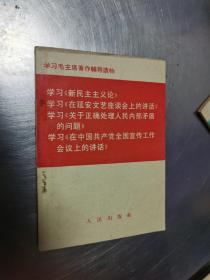 学习毛主席著作辅导读物
学习《新民主主义论》
学习《在延安文艺座谈会上的讲话》
学习《关于正确处理人民内部矛盾
的问题》
学习《在中国共产党全国宣传工作
会议上的讲话》
人民出版社